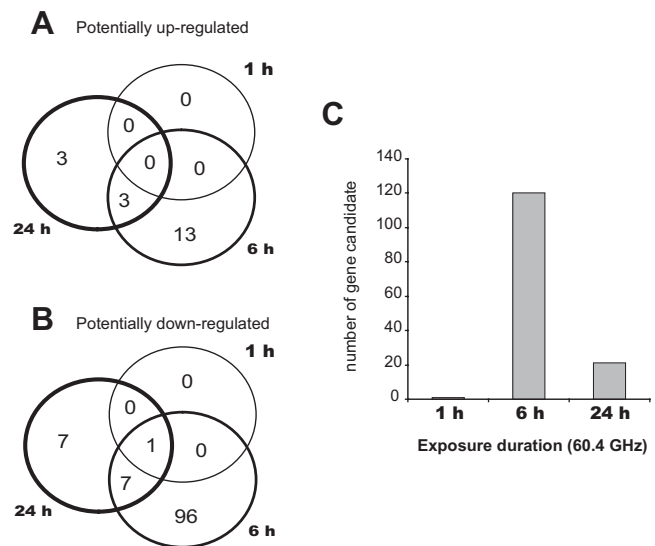 A Potentially up-regulated
1 h
0
0
3
0
0
3
24 h
13
6 h
B Potentially down-regulated
1 h
0
0
7
1
0
7
24 h
96
6 h
C
140
120
100
80
60
40
20
0
number of gene candidate
1 h 6 h 24 h
Exposure duration (60.4 GHz)